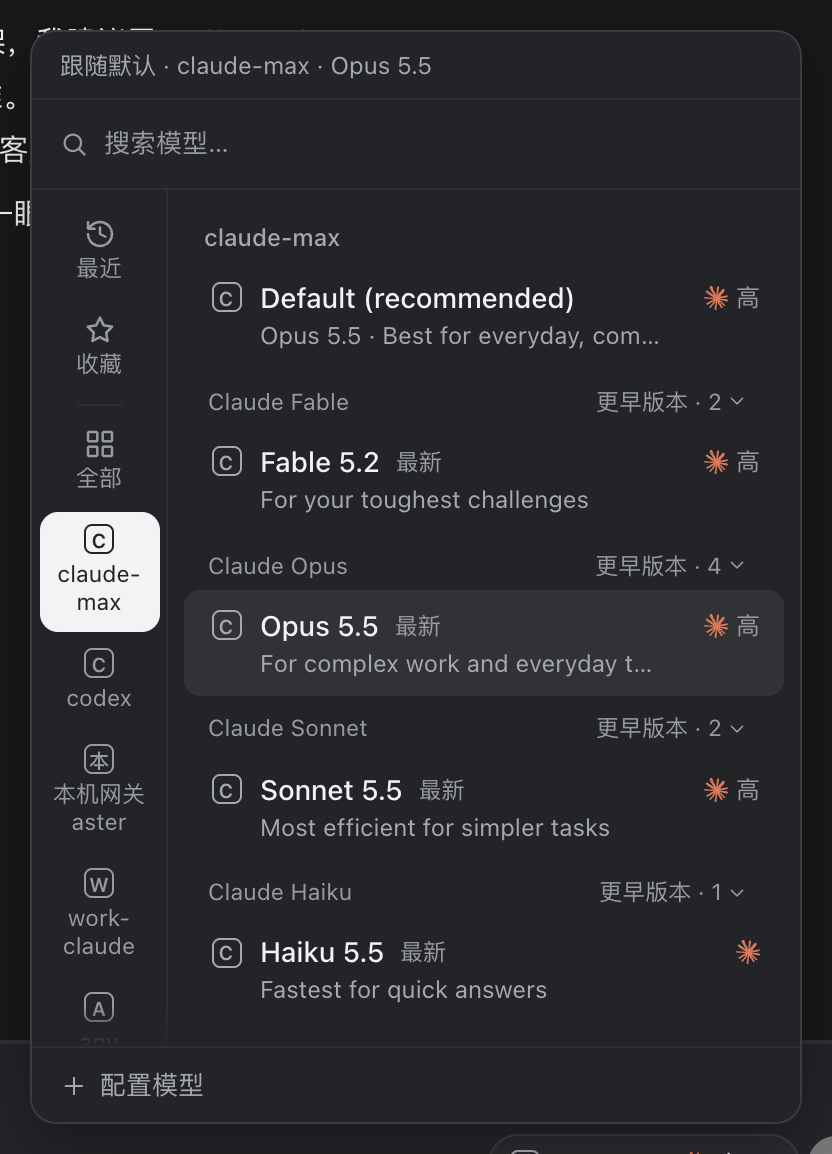 跟随默认 · claude-max · Opus 5.5
搜索模型...
最近
收藏
全部
claude-
max
codex
本机网关
aster
work-
claude
claude-max
Default (recommended)
高
Opus 5.5 · Best for everyday, com...
Claude Fable
更早版本 · 2
Fable 5.2 最新
高
For your toughest challenges
Claude Opus
更早版本 · 4
Opus 5.5 最新
高
For complex work and everyday t...
Claude Sonnet
更早版本 · 2
Sonnet 5.5 最新
高
Most efficient for simpler tasks
Claude Haiku
更早版本 · 1
Haiku 5.5 最新
Fastest for quick answers
配置模型